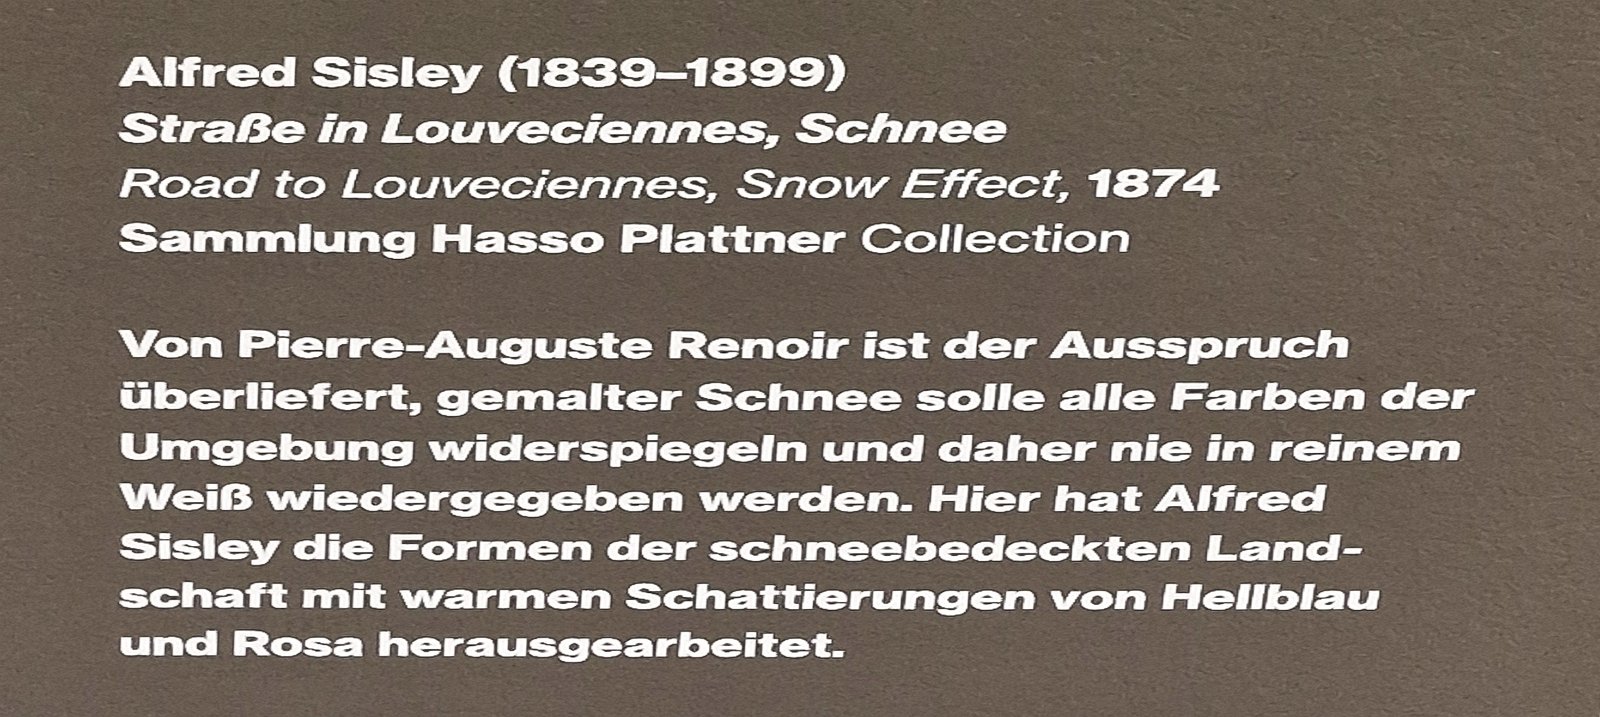 Alfred Sisley (1839–1899)
Straße in Louveciennes, Schnee
Road to Louveciennes, Snow Effect, 1874
Sammlung Hasso Plattner Collection
Von Pierre-Auguste Renoir ist der Ausspruch
überliefert, gemalter Schnee solle alle Farben der
Umgebung widerspiegeln und daher nie in reinem
Weiß wiedergegeben werden. Hier hat Alfred
Sisley die Formen der schneebedeckten Land-
schaft mit warmen Schattierungen von Hellblau
und Rosa herausgearbeitet.